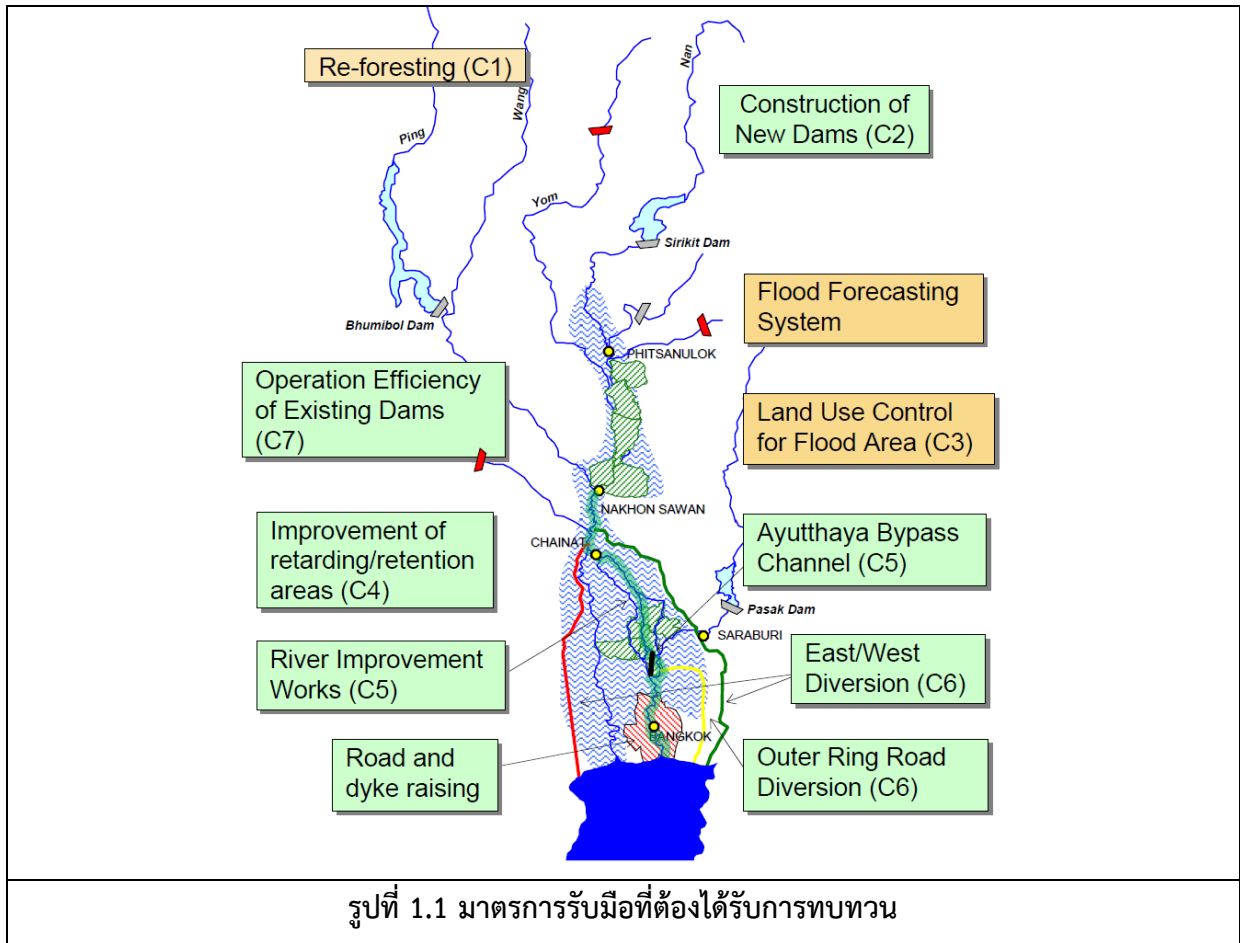 Re-foresting (C1)
Nan
Wang
Construction of
New Dams (C2)
Ping
Yom
Sirikit Dam
Flood Forecasting
System
Bhumibol Dam
PHITSANULOK
Operation Efficiency
of Existing Dams
(C7)
Land Use Control
for Flood Area (C3)
NAKHON SAWAN
Improvement of
retarding/retention
areas (C4)
CHAINAT
Ayutthaya Bypass
Channel (C5)
Pasak Dam
SARABURI
River Improvement
Works (C5)
East/West
Diversion (C6)
BANGKOK
Road and
dyke raising
Outer Ring Road
Diversion (C6)
รูปที่ 1.1 มาตรการรับมือที่ต้องได้รับการทบทวน